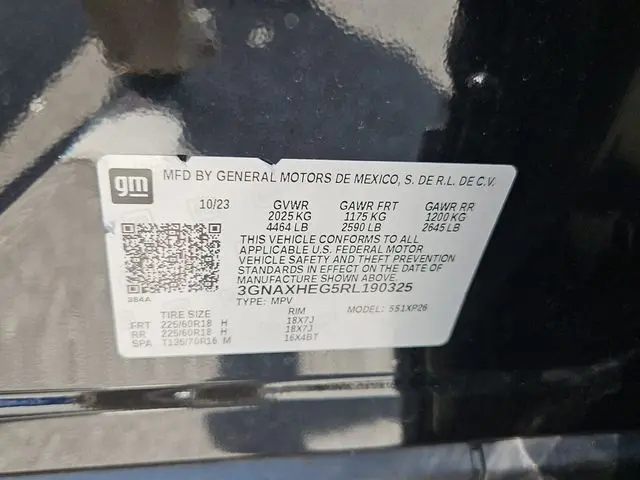 gm
MFD BY GENERAL MOTORS DE MEXICO, S. DE R.L. DE C.V.
10/23 GVWR GAWR FRT GAWR RR
2025 KG 1175 KG 1200 KG
4464 LB 2590 LB 2645 LB
THIS VEHICLE CONFORMS TO ALL
APPLICABLE U.S. FEDERAL MOTOR
VEHICLE SAFETY AND THEFT PREVENTION
STANDARDS IN EFFECT ON THE DATE OF
MANUFACTURE SHOWN ABOVE.
3GNAXHEG5RL190325
TYPE: MPV MODEL: 551XP26
TIRE SIZE RIM
FRT 225/60R18 H 18X7J
RR 225/60R18 H 18X7J
SPA T135/70R16 M 16X4BT